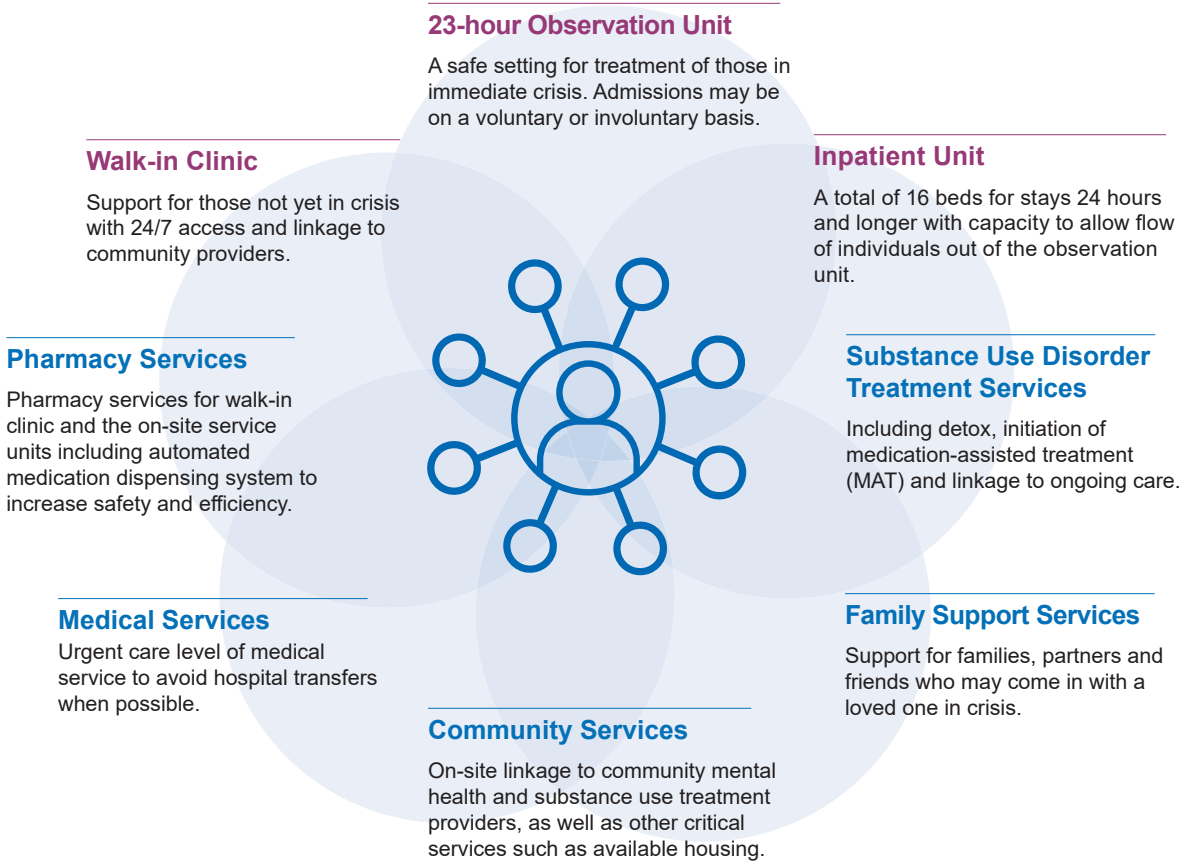 23-hour Observation Unit
A safe setting for treatment of those in
immediate crisis. Admissions may be
on a voluntary or involuntary basis.
Walk-in Clinic
Support for those not yet in crisis
with 24/7 access and linkage to
community providers.
Inpatient Unit
A total of 16 beds for stays 24 hours
and longer with capacity to allow flow
of individuals out of the observation
unit.
Pharmacy Services
Pharmacy services for walk-in
clinic and the on-site service
units including automated
medication dispensing system to
increase safety and efficiency.
Substance Use Disorder
Treatment Services
Including detox, initiation of
medication-assisted treatment
(MAT) and linkage to ongoing care.
Medical Services
Urgent care level of medical
service to avoid hospital transfers
when possible.
Family Support Services
Support for families, partners and
friends who may come in with a
loved one in crisis.
Community Services
On-site linkage to community mental
health and substance use treatment
providers, as well as other critical
services such as available housing.